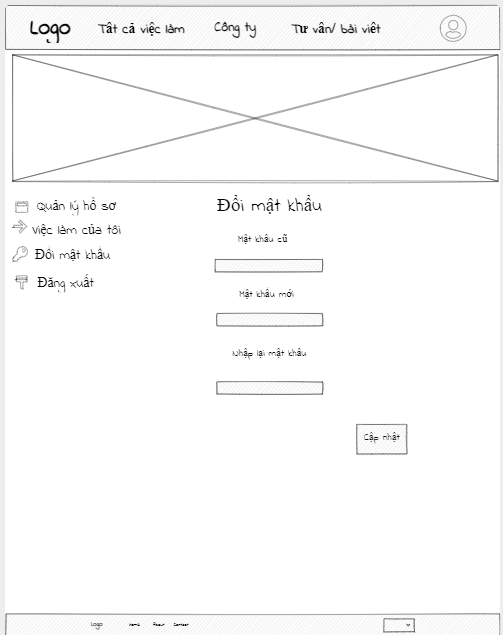 Logo Tất cả việc làm Công ty Tư vấn/ bài viết
Quản lý hồ sơ
Việc làm của tôi
Đổi mật khẩu
Đăng xuất
Đổi mật khẩu
Mật khẩu cũ
Mật khẩu mới
Nhập lại mật khẩu
Cập nhật
Logo Home About Contact